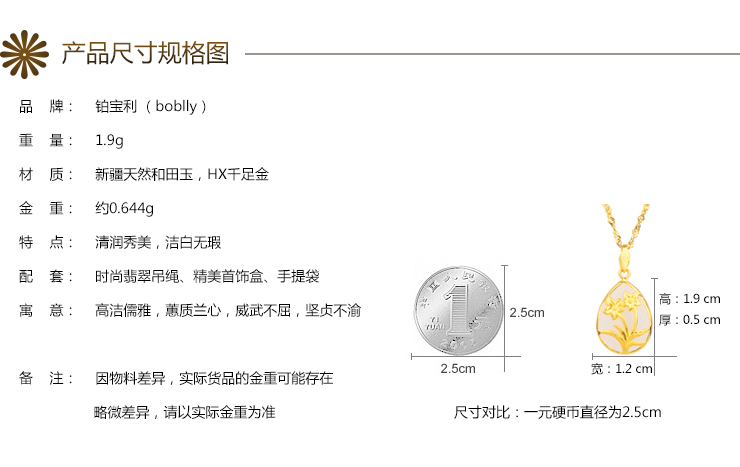 产品尺寸规格图
品 牌： 铂宝利（boblly）
重 量： 1.9g
材 质： 新疆天然和田玉，HX千足金
金 重： 约0.644g
特 点： 清润秀美，洁白无瑕
配 套： 时尚翡翠吊绳、精美首饰盒、手提袋
寓 意： 高洁儒雅，蕙质兰心，威武不屈，坚贞不渝
备 注： 因物料差异，实际货品的金重可能存在
略微差异，请以实际金重为准
1
YI
YUAN
2.5cm
2.5cm
高：1.9 cm
厚：0.5 cm
宽：1.2 cm
尺寸对比：一元硬币直径为2.5cm